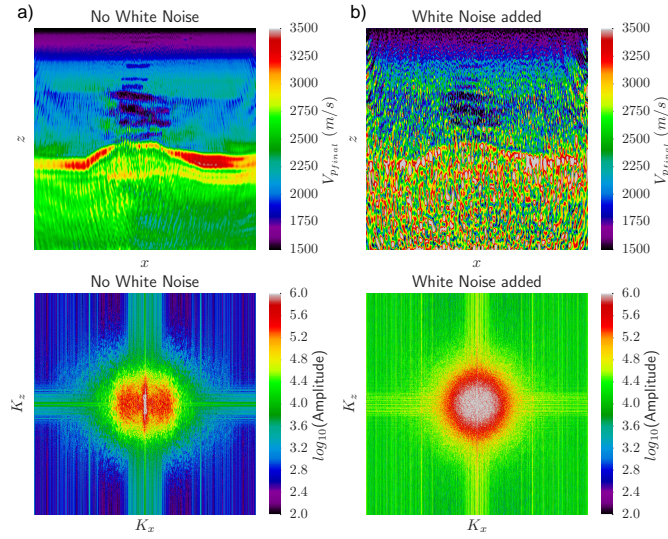 a)
No White Noise
3500
3250
3000
2750
2500
2250
2000
1750
1500
V_{pfinal} (m/s)
z
x
b)
White Noise added
3500
3250
3000
2750
2500
2250
2000
1750
1500
V_{pfinal} (m/s)
z
x
No White Noise
6.0
5.6
5.2
4.8
4.4
4.0
3.6
3.2
2.8
2.4
2.0
log_{10}(Amplitude)
K_z
K_x
White Noise added
6.0
5.6
5.2
4.8
4.4
4.0
3.6
3.2
2.8
2.4
2.0
log_{10}(Amplitude)
K_z
K_x